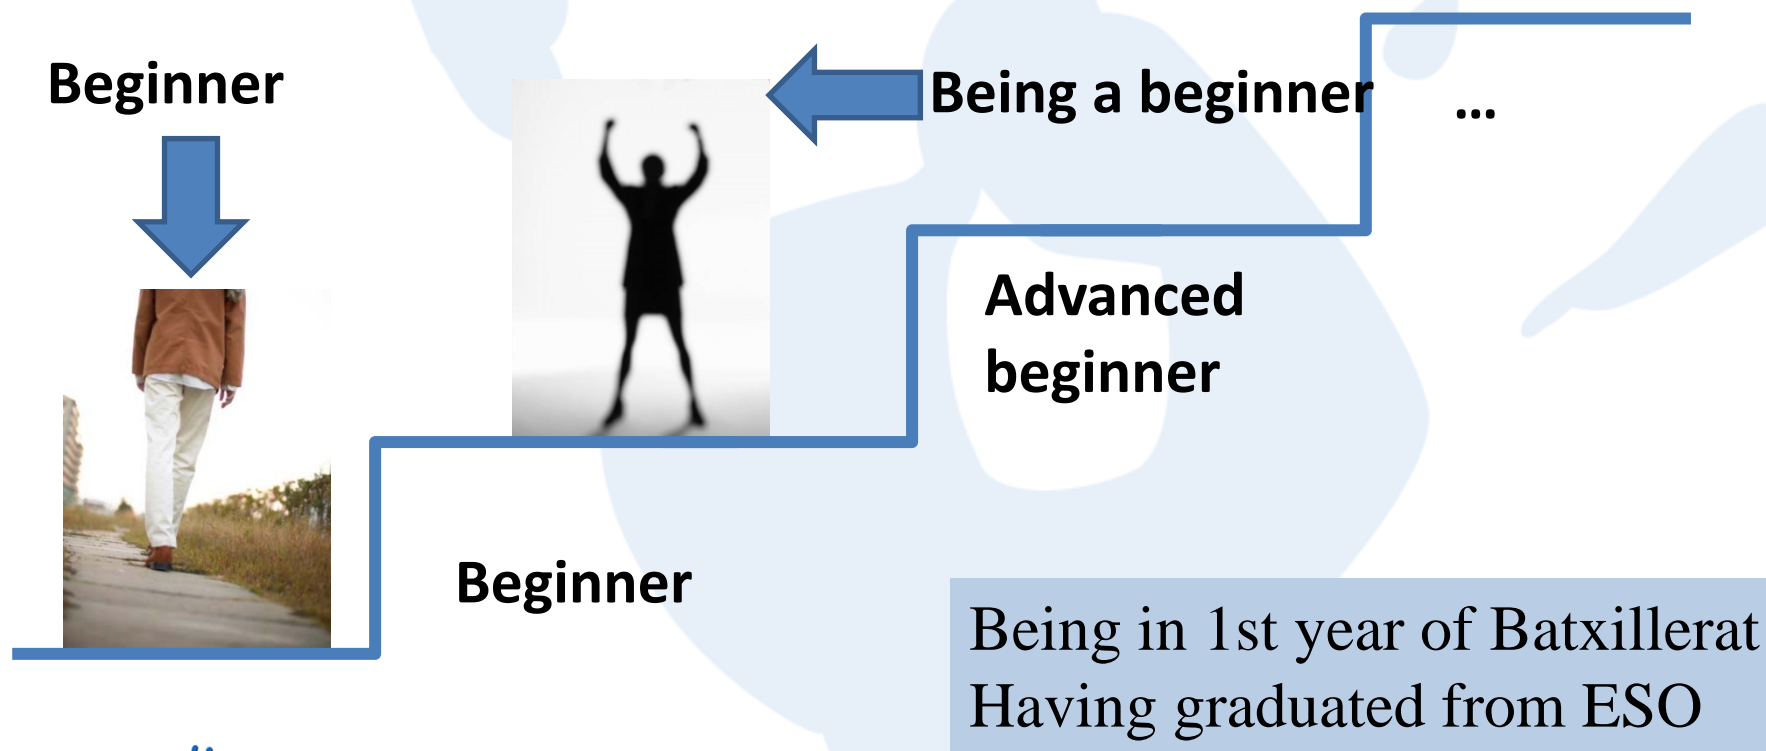 Beginner
Being a beginner
...
Advanced
beginner
Beginner
Being in 1st year of Batxillerat
Having graduated from ESO